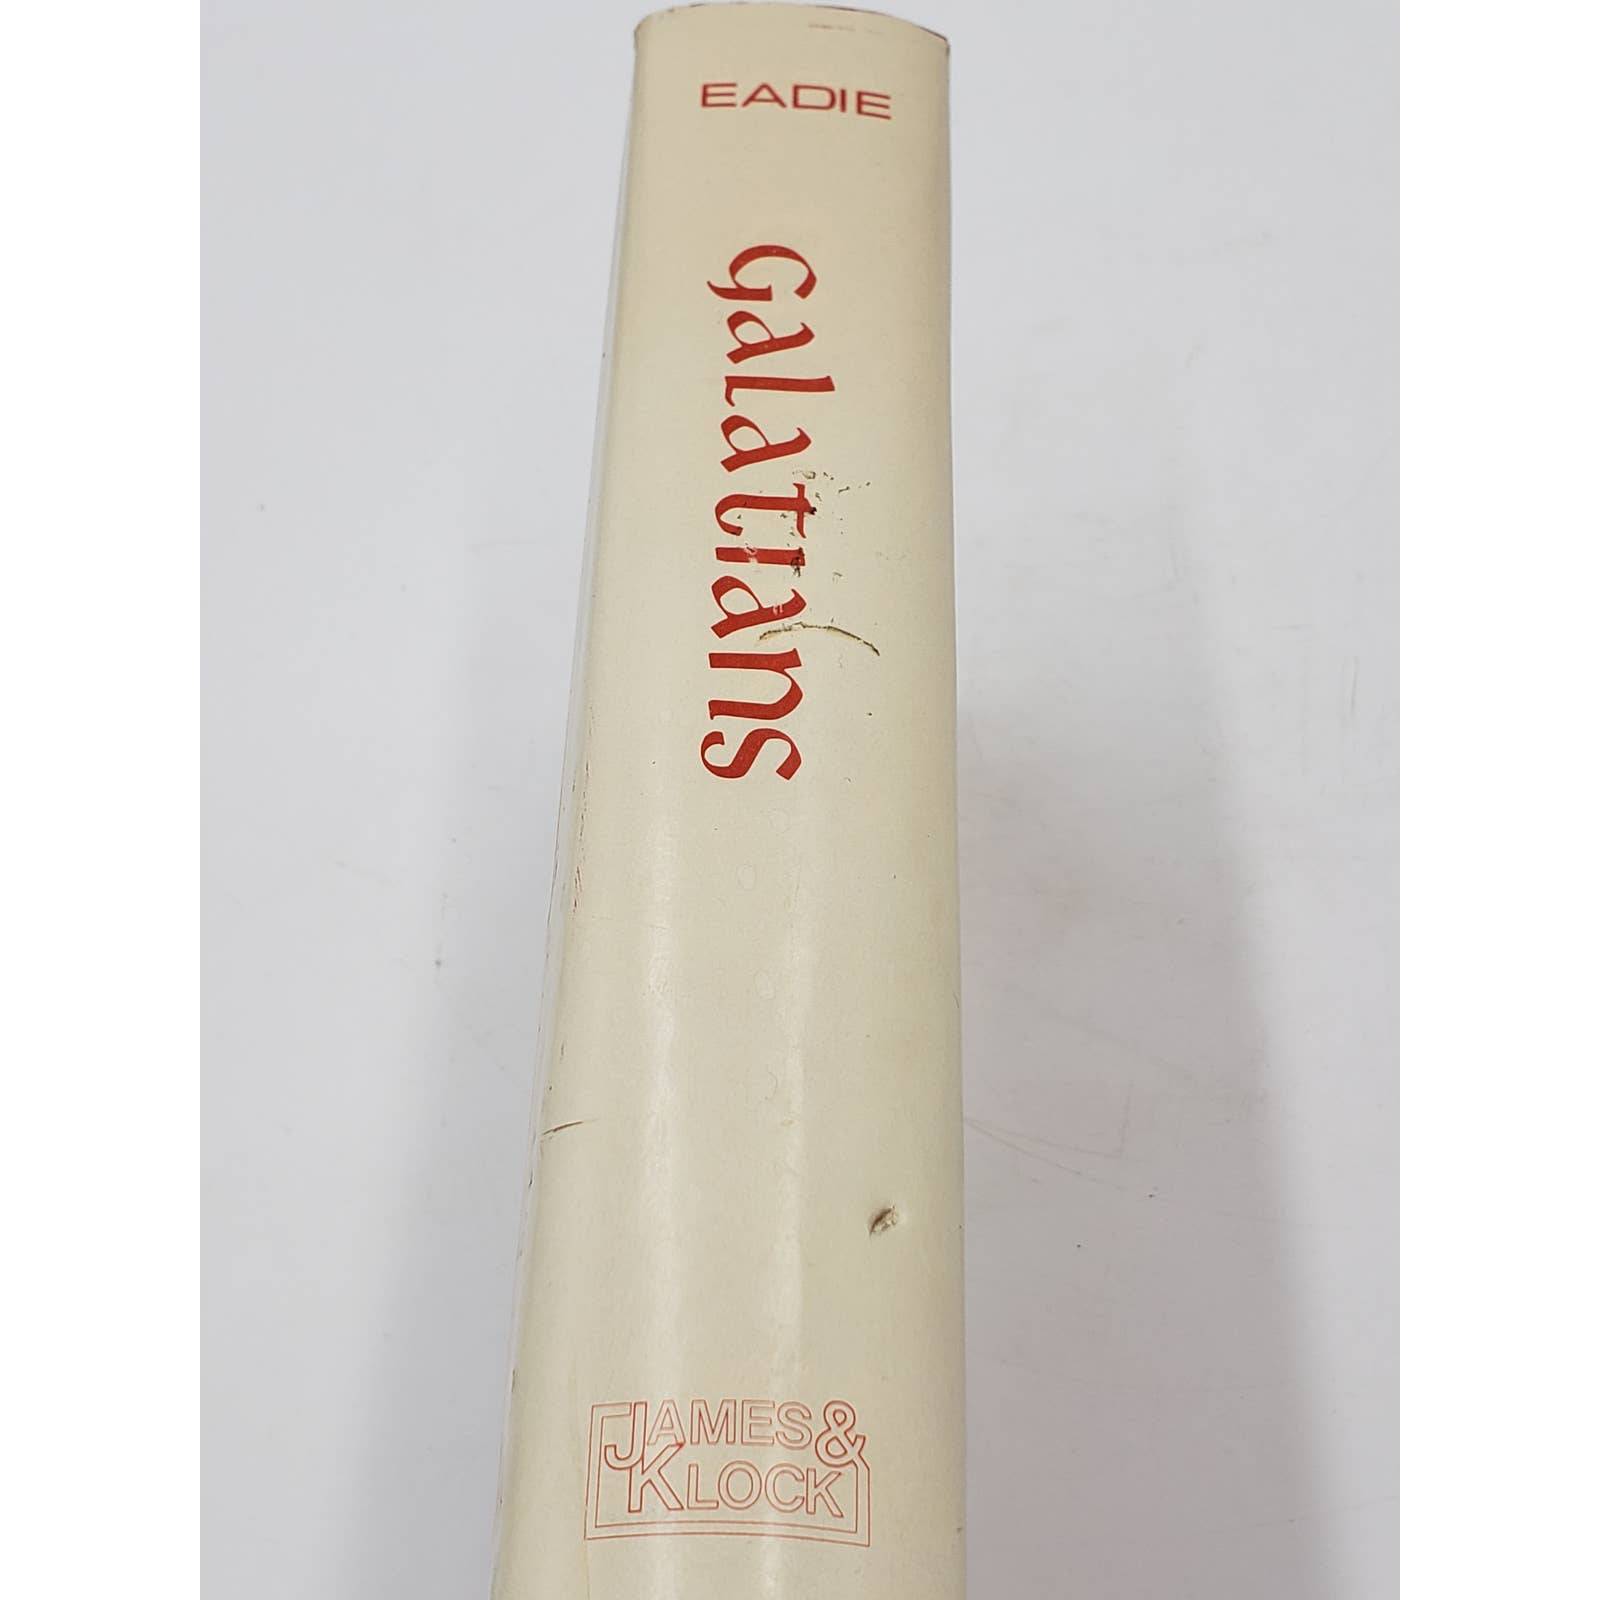 EADIE
Galatians
JAMES &
KLOCK